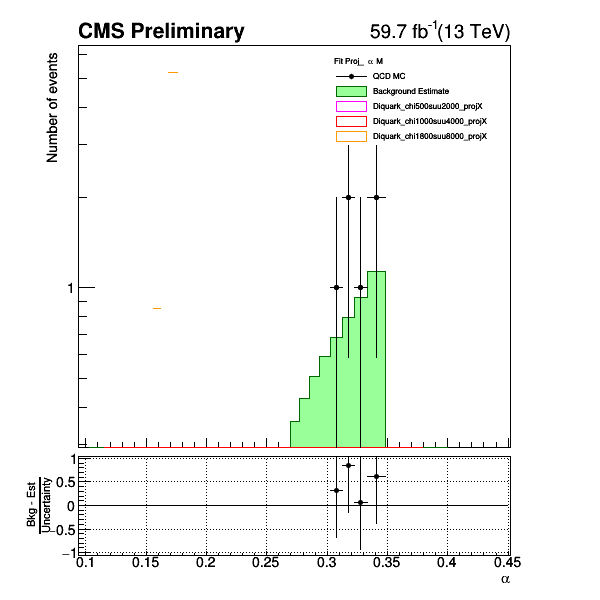 CMS Preliminary
59.7 fb-1(13 TeV)
Number of events
Fit Proj_ α M
QCD MC
Background Estimate
Diquark_chi500suu2000_projX
Diquark_chi1000suu4000_projX
Diquark_chi1800suu8000_projX
1
Bkg - Est
Uncertainty
1
0.5
0
−0.5
−1
0.1 0.15 0.2 0.25 0.3 0.35 0.4 0.45
α